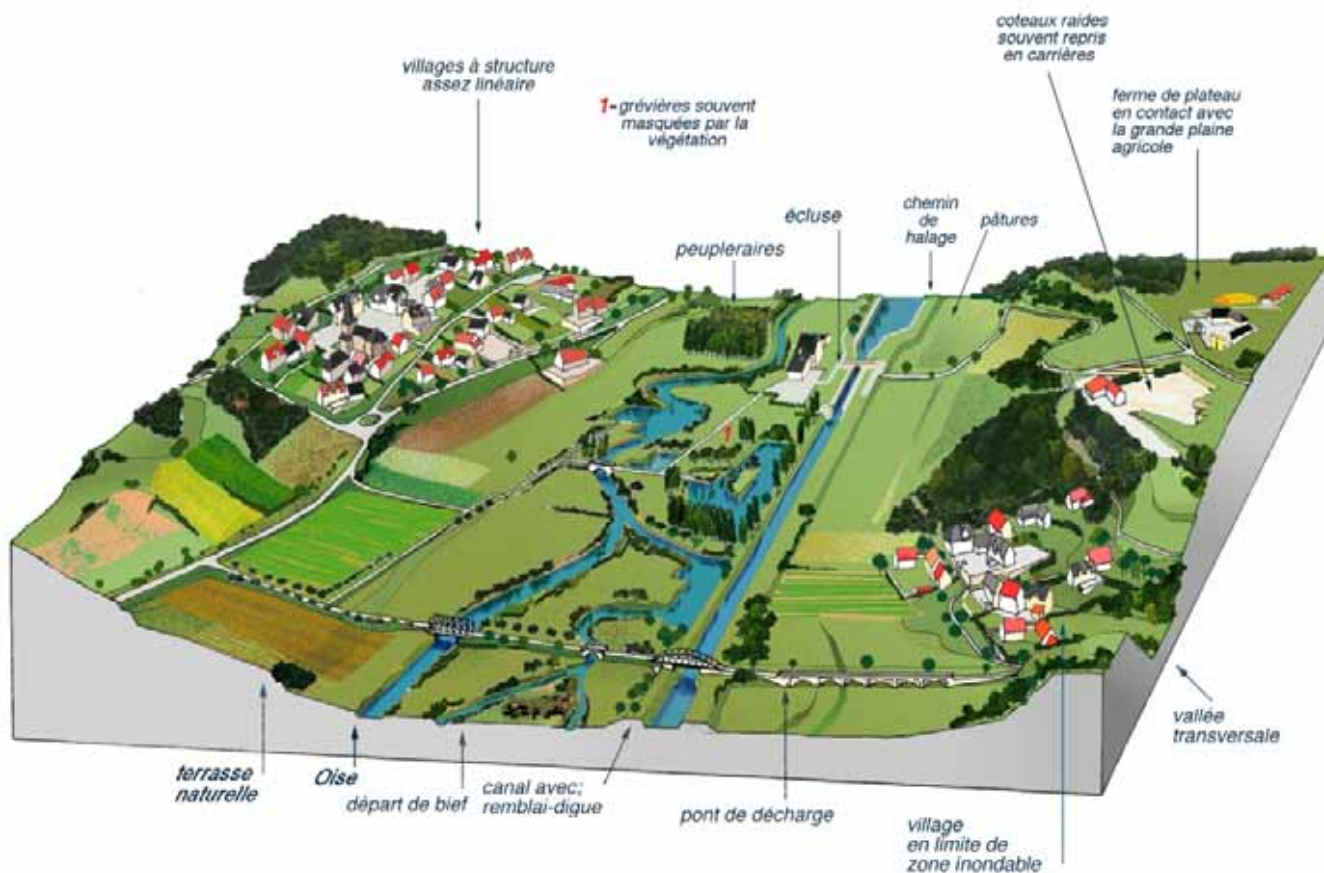 coteaux raides
souvent repris
en carrières
villages à structure
assez linéaire
1-grévières souvent
masquées par la
végétation
ferme de plateau
en contact avec
la grande plaine
agricole
écluse
chemin
de
halage
pâtures
peupleraires
1
terrasse
naturelle
Oise
départ de bief
canal avec;
remblai-digue
pont de décharge
village
en limite de
zone inondable
vallée
transversale